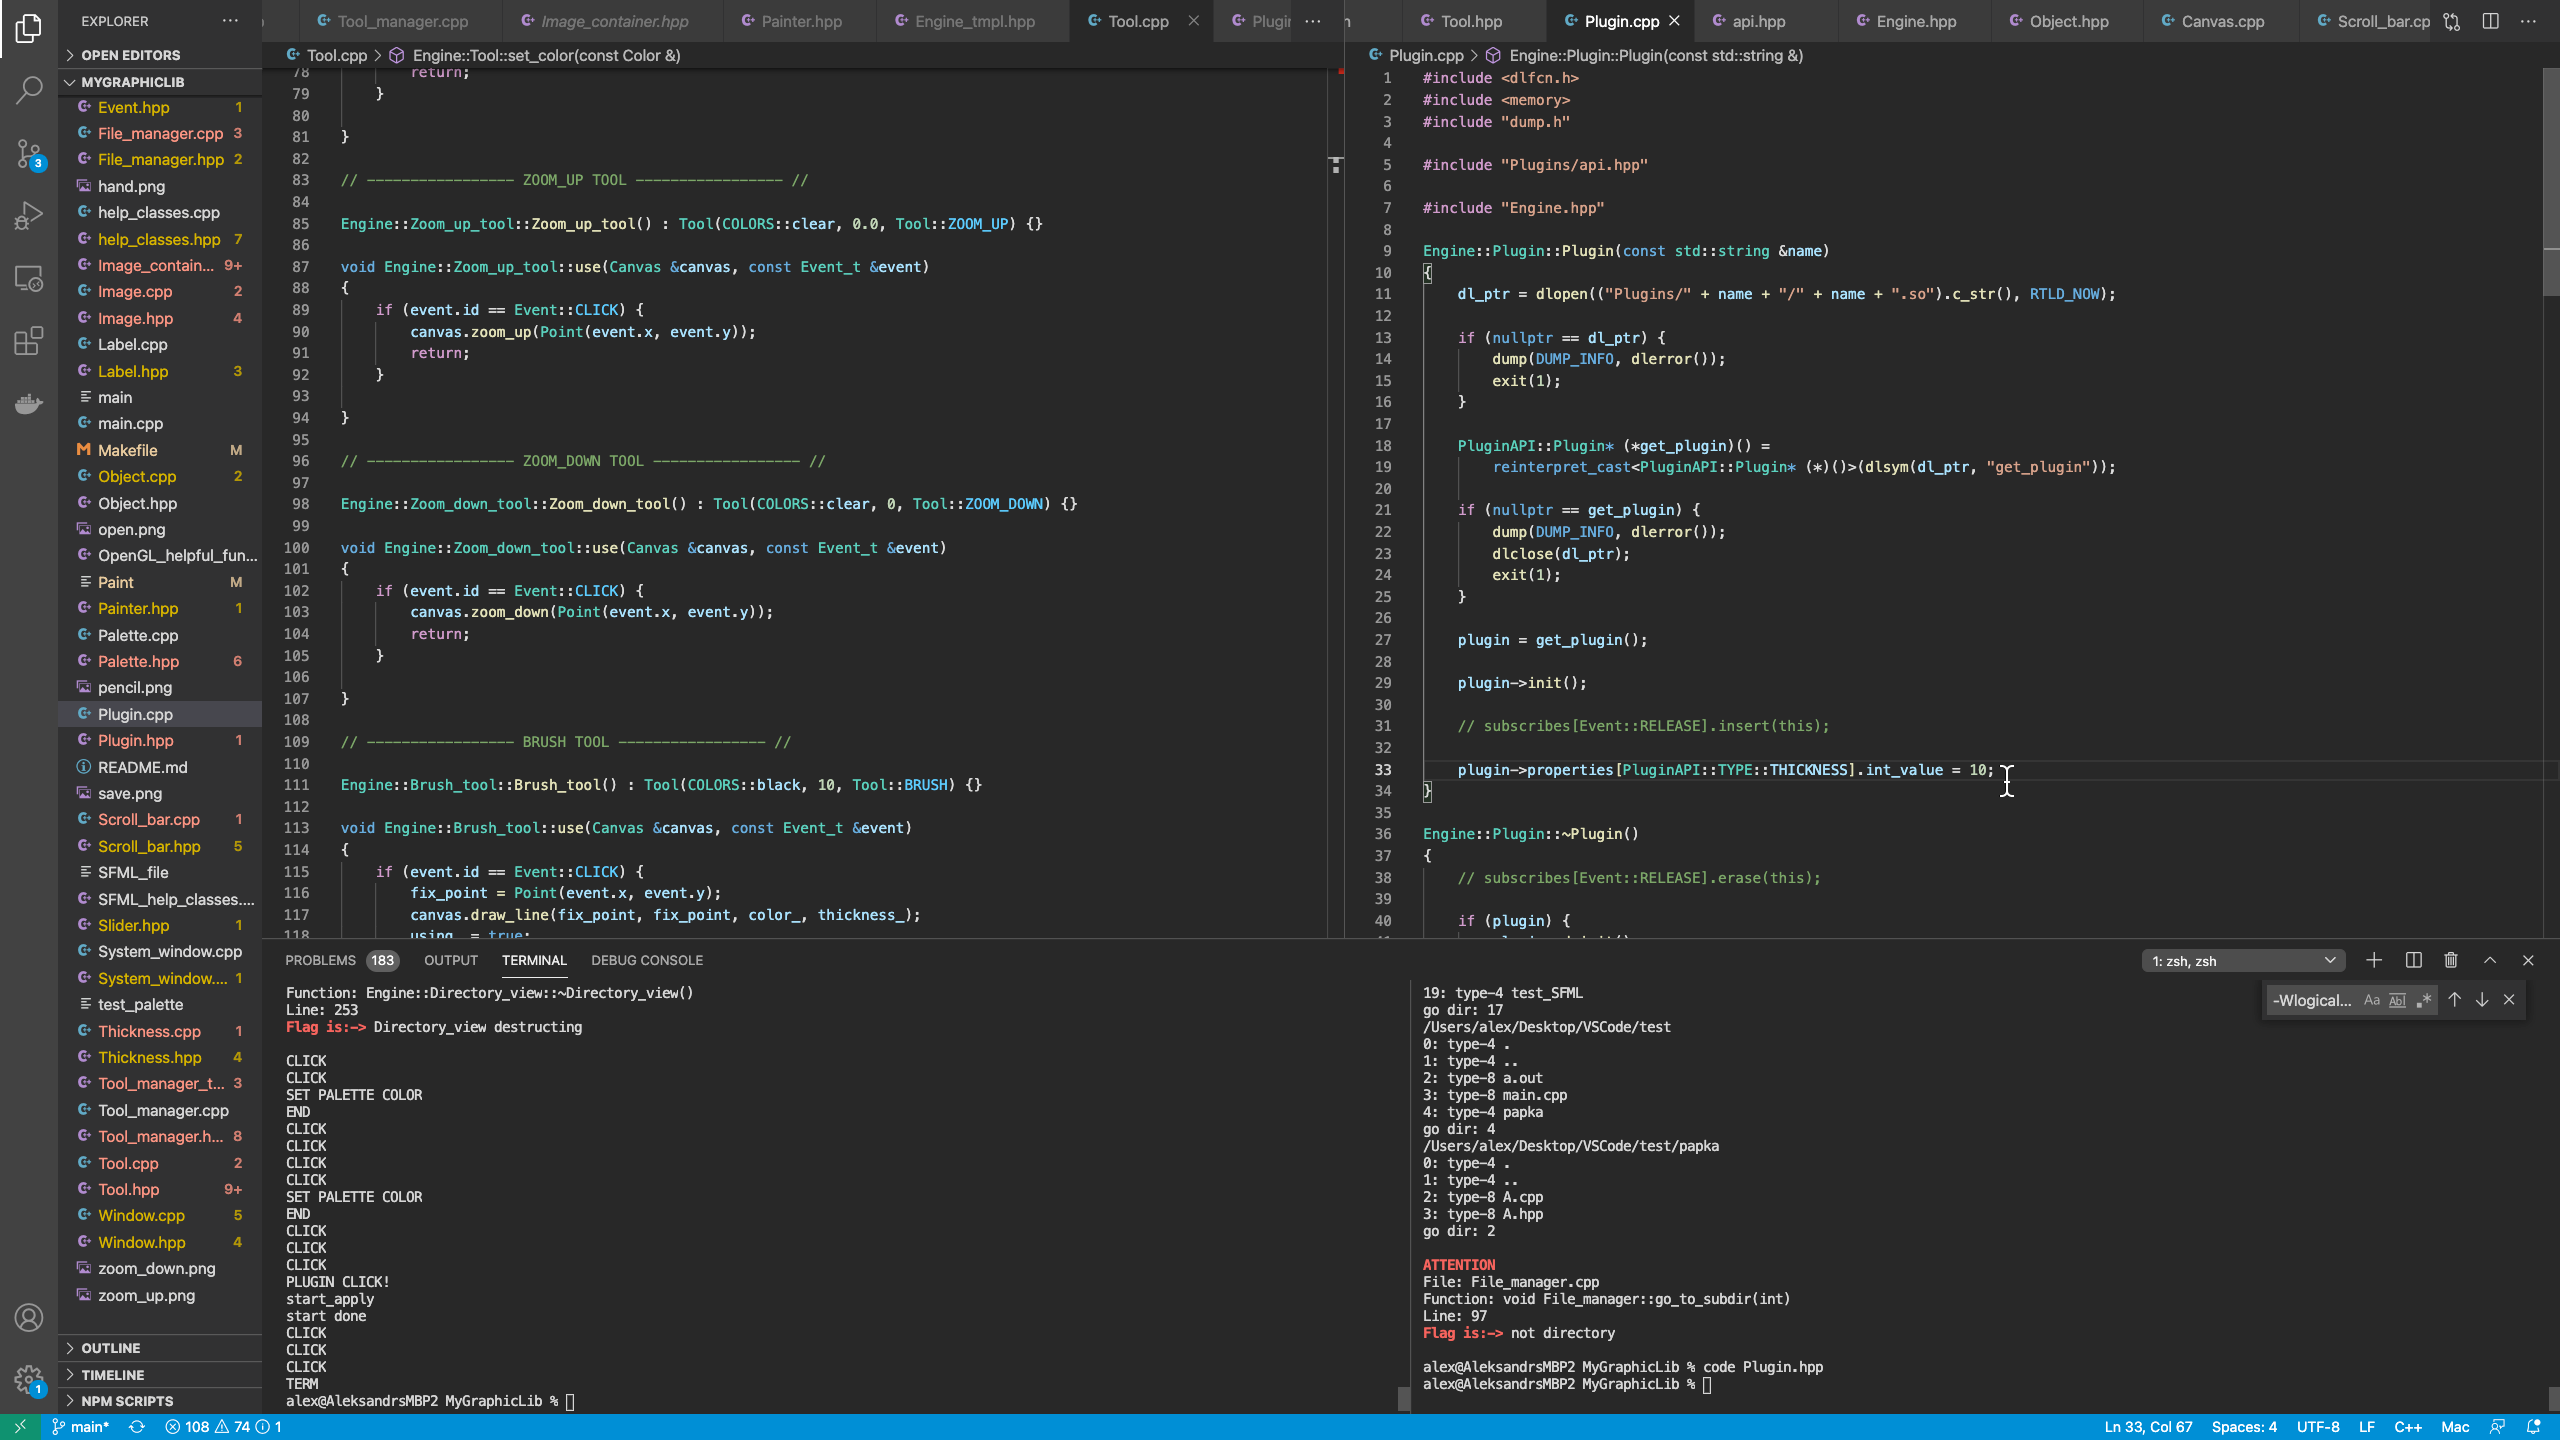 EXPLORER
OPEN EDITORS
MYGRAPHICLIB
Event.hpp 1
File_manager.cpp 3
File_manager.hpp 2
hand.png
help_classes.cpp
help_classes.hpp 7
Image_contain... 9+
Image.cpp 2
Image.hpp 4
Label.cpp
Label.hpp 3
main
main.cpp
Makefile M
Object.cpp 2
Object.hpp
open.png
OpenGL_helpful_fun...
Paint M
Painter.hpp 1
Palette.cpp
Palette.hpp 6
pencil.png
Plugin.cpp
Plugin.hpp 1
README.md
save.png
Scroll_bar.cpp 1
Scroll_bar.hpp 5
SFML_file
SFML_help_classes....
Slider.hpp 1
System_window.cpp
System_window.... 1
test_palette
Thickness.cpp 1
Thickness.hpp 4
Tool_manager_t... 3
Tool_manager.cpp
Tool_manager.h... 8
Tool.cpp 2
Tool.hpp 9+
Window.cpp 5
Window.hpp 4
zoom_down.png
zoom_up.png
OUTLINE
TIMELINE
NPM SCRIPTS
3
1
Tool_manager.cpp Image_container.hpp Painter.hpp Engine_tmpl.hpp Tool.cpp Plugin
Tool.cpp > Engine::Tool::set_color(const Color &)
78 return;
79 }
80
81 }
82
83 // ----------------- ZOOM_UP TOOL ----------------- //
84
85 Engine::Zoom_up_tool::Zoom_up_tool() : Tool(COLORS::clear, 0.0, Tool::ZOOM_UP) {}
86
87 void Engine::Zoom_up_tool::use(Canvas &canvas, const Event_t &event)
88 {
89 if (event.id == Event::CLICK) {
90 canvas.zoom_up(Point(event.x, event.y));
91 return;
92 }
93
94 }
95
96 // ----------------- ZOOM_DOWN TOOL ----------------- //
97
98 Engine::Zoom_down_tool::Zoom_down_tool() : Tool(COLORS::clear, 0, Tool::ZOOM_DOWN) {}
99
100 void Engine::Zoom_down_tool::use(Canvas &canvas, const Event_t &event)
101 {
102 if (event.id == Event::CLICK) {
103 canvas.zoom_down(Point(event.x, event.y));
104 return;
105 }
106
107 }
108
109 // ----------------- BRUSH TOOL ----------------- //
110
111 Engine::Brush_tool::Brush_tool() : Tool(COLORS::black, 10, Tool::BRUSH) {}
112
113 void Engine::Brush_tool::use(Canvas &canvas, const Event_t &event)
114 {
115 if (event.id == Event::CLICK) {
116 fix_point = Point(event.x, event.y);
117 canvas.draw_line(fix_point, fix_point, color_, thickness_);
118 using_ = true;
Tool.hpp Plugin.cpp api.hpp Engine.hpp Object.hpp Canvas.cpp Scroll_bar.cp
Plugin.cpp > Engine::Plugin::Plugin(const std::string &)
1 #include <dlfcn.h>
2 #include <memory>
3 #include "dump.h"
4
5 #include "Plugins/api.hpp"
6
7 #include "Engine.hpp"
8
9 Engine::Plugin::Plugin(const std::string &name)
10 {
11 dl_ptr = dlopen(("Plugins/" + name + "/" + name + ".so").c_str(), RTLD_NOW);
12
13 if (nullptr == dl_ptr) {
14 dump(DUMP_INFO, dlerror());
15 exit(1);
16 }
17
18 PluginAPI::Plugin* (*get_plugin)() =
19 reinterpret_cast<PluginAPI::Plugin* (*)()>(dlsym(dl_ptr, "get_plugin"));
20
21 if (nullptr == get_plugin) {
22 dump(DUMP_INFO, dlerror());
23 dlclose(dl_ptr);
24 exit(1);
25 }
26
27 plugin = get_plugin();
28
29 plugin->init();
30
31 // subscribes[Event::RELEASE].insert(this);
32
33 plugin->properties[PluginAPI::TYPE::THICKNESS].int_value = 10;
34 }
35
36 Engine::Plugin::~Plugin()
37 {
38 // subscribes[Event::RELEASE].erase(this);
39
40 if (plugin) {
PROBLEMS 183 OUTPUT TERMINAL DEBUG CONSOLE
1: zsh, zsh
-Wlogical... Aa Abl .*
Function: Engine::Directory_view::~Directory_view()
Line: 253
Flag is:-> Directory_view destructing
CLICK
CLICK
SET PALETTE COLOR
END
CLICK
CLICK
CLICK
CLICK
SET PALETTE COLOR
END
CLICK
CLICK
CLICK
PLUGIN CLICK!
start_apply
start done
CLICK
CLICK
CLICK
TERM
alex@AleksandrsMBP2 MyGraphicLib %
19: type-4 test_SFML
go dir: 17
/Users/alex/Desktop/VSCode/test
0: type-4 .
1: type-4 ..
2: type-8 a.out
3: type-8 main.cpp
4: type-4 papka
go dir: 4
/Users/alex/Desktop/VSCode/test/papka
0: type-4 .
1: type-4 ..
2: type-8 A.cpp
3: type-8 A.hpp
go dir: 2
ATTENTION
File: File_manager.cpp
Function: void File_manager::go_to_subdir(int)
Line: 97
Flag is:-> not directory
alex@AleksandrsMBP2 MyGraphicLib % code Plugin.hpp
alex@AleksandrsMBP2 MyGraphicLib %
main* 108 74 1
Ln 33, Col 67 Spaces: 4 UTF-8 LF C++ Mac